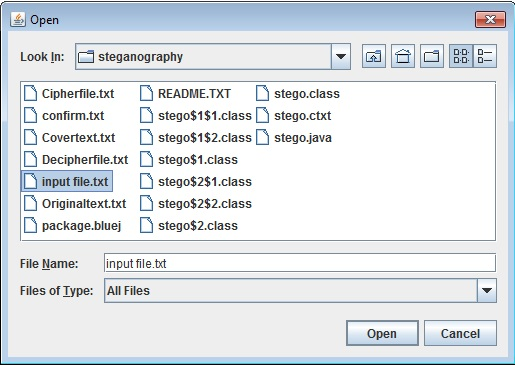 Open
Look In: steganography
Cipherfile.txt README.TXT stego.class
confirm.txt stego$1$1.class stego.ctxt
Covertext.txt stego$1$2.class stego.java
Decipherfile.txt stego$1.class
input file.txt stego$2$1.class
Originaltext.txt stego$2$2.class
package.bluej stego$2.class
File Name: input file.txt
Files of Type: All Files
Open Cancel